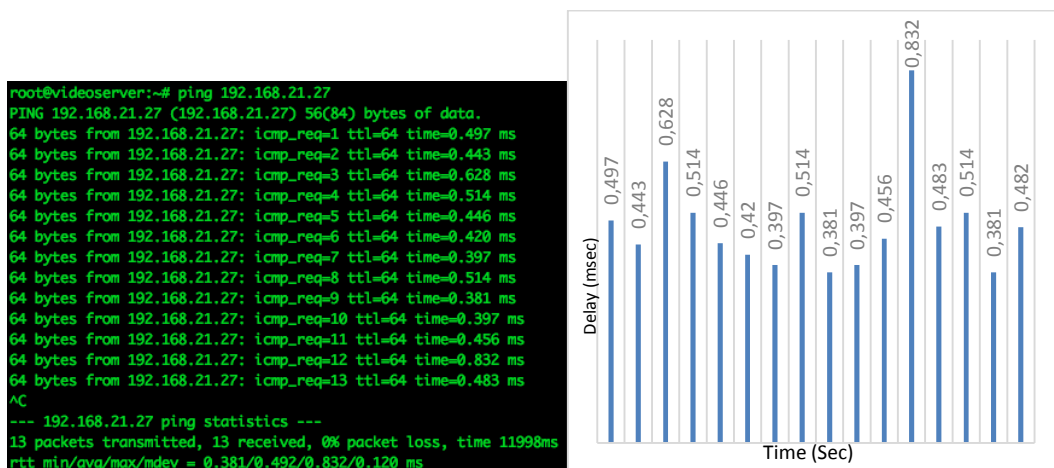 root@videoserver:~# ping 192.168.21.27
PING 192.168.21.27 (192.168.21.27) 56(84) bytes of data.
64 bytes from 192.168.21.27: icmp_req=1 ttl=64 time=0.497 ms
64 bytes from 192.168.21.27: icmp_req=2 ttl=64 time=0.443 ms
64 bytes from 192.168.21.27: icmp_req=3 ttl=64 time=0.628 ms
64 bytes from 192.168.21.27: icmp_req=4 ttl=64 time=0.514 ms
64 bytes from 192.168.21.27: icmp_req=5 ttl=64 time=0.446 ms
64 bytes from 192.168.21.27: icmp_req=6 ttl=64 time=0.420 ms
64 bytes from 192.168.21.27: icmp_req=7 ttl=64 time=0.397 ms
64 bytes from 192.168.21.27: icmp_req=8 ttl=64 time=0.514 ms
64 bytes from 192.168.21.27: icmp_req=9 ttl=64 time=0.381 ms
64 bytes from 192.168.21.27: icmp_req=10 ttl=64 time=0.397 ms
64 bytes from 192.168.21.27: icmp_req=11 ttl=64 time=0.456 ms
64 bytes from 192.168.21.27: icmp_req=12 ttl=64 time=0.832 ms
64 bytes from 192.168.21.27: icmp_req=13 ttl=64 time=0.483 ms
^C
--- 192.168.21.27 ping statistics ---
13 packets transmitted, 13 received, 0% packet loss, time 11998ms
rtt min/avg/max/mdev = 0.381/0.492/0.832/0.120 ms
Delay (msec)
0,497
0,443
0,628
0,514
0,446
0,42
0,397
0,514
0,381
0,397
0,456
0,832
0,483
0,514
0,381
0,482
Time (Sec)